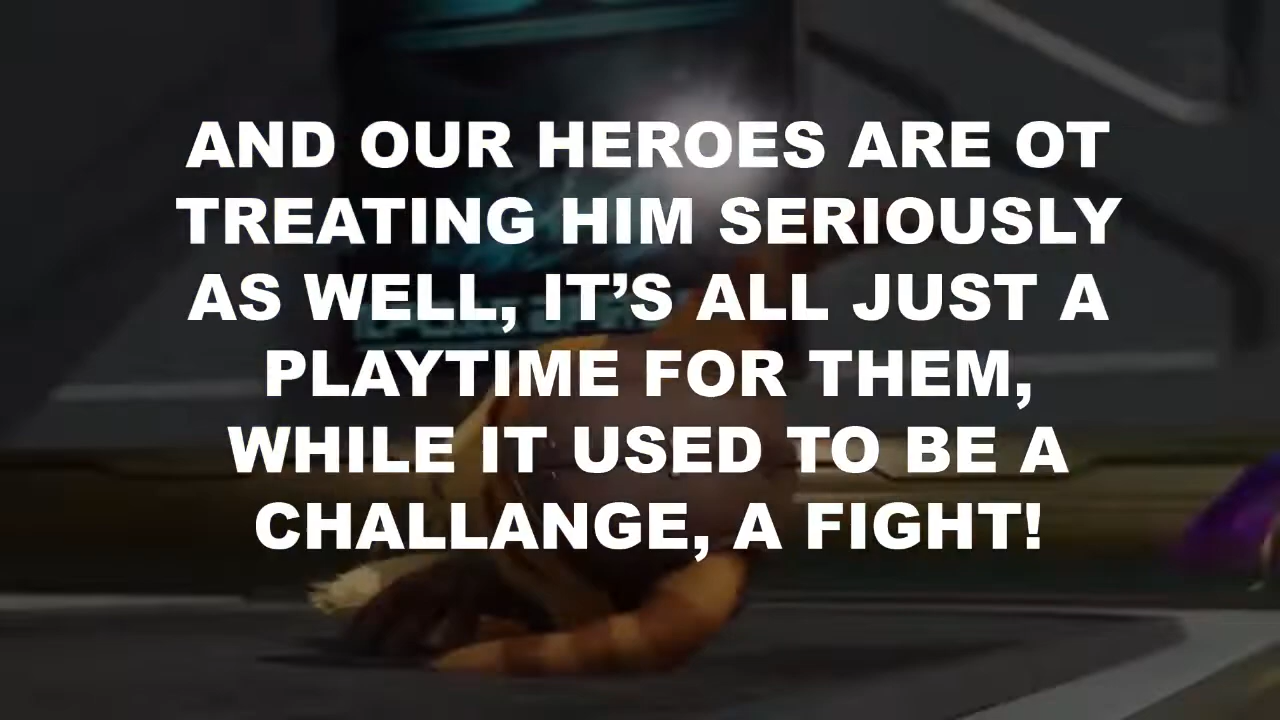 AND OUR HEROES ARE OT
TREATING HIM SERIOUSLY
AS WELL, IT’S ALL JUST A
PLAYTIME FOR THEM,
WHILE IT USED TO BE A
CHALLANGE, A FIGHT!